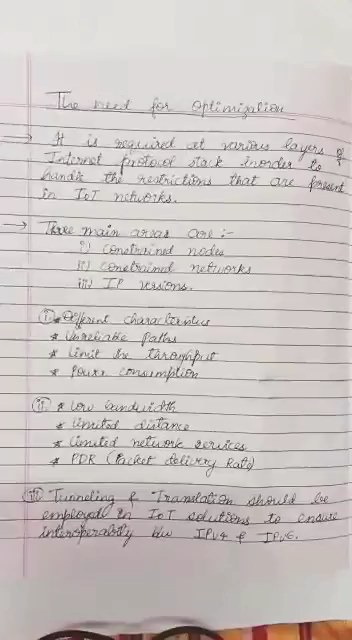 The need for optimization
→ It is required at various layers of
Internet protocol stack inorder to
handle the restrictions that are present
in IoT networks.
→ Three main areas are :-
i) constrained nodes
ii) constrained networks
iii) IP versions.
i) * Different characteristics
* Unreliable paths
* Limit the throughput
* Power consumption
ii) * Low bandwidth
* Limited distance
* Limited network services
* PDR (Packet Delivery Rate)
iii) Tunneling & Translation should be
employed in IoT solutions to ensure
interoperability b/w IPv4 & IPv6.